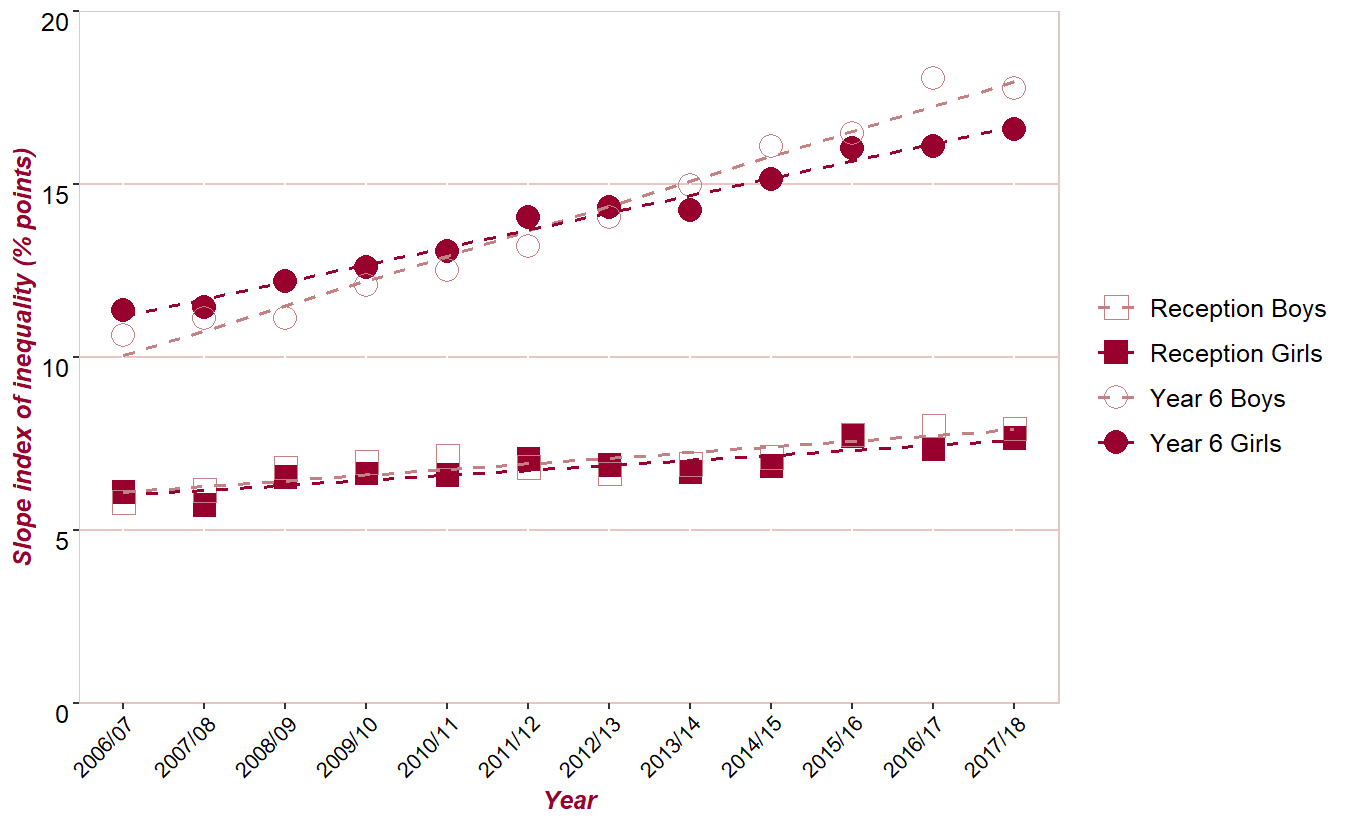 Slope index of inequality (% points)
20
15
10
5
0
2006/07
2007/08
2008/09
2009/10
2010/11
2011/12
2012/13
2013/14
2014/15
2015/16
2016/17
2017/18
Year
Reception Boys
Reception Girls
Year 6 Boys
Year 6 Girls